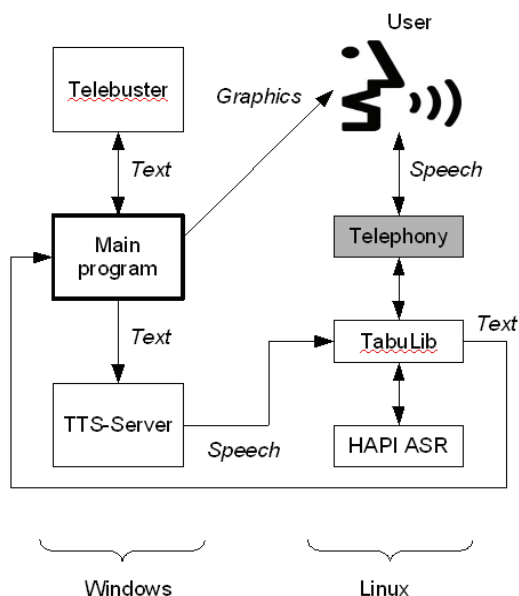 User
Telebuster
Graphics
Text
Speech
Main
program
Telephony
Text
TabuLib
Text
TTS-Server
Speech
HAPI ASR
Windows
Linux